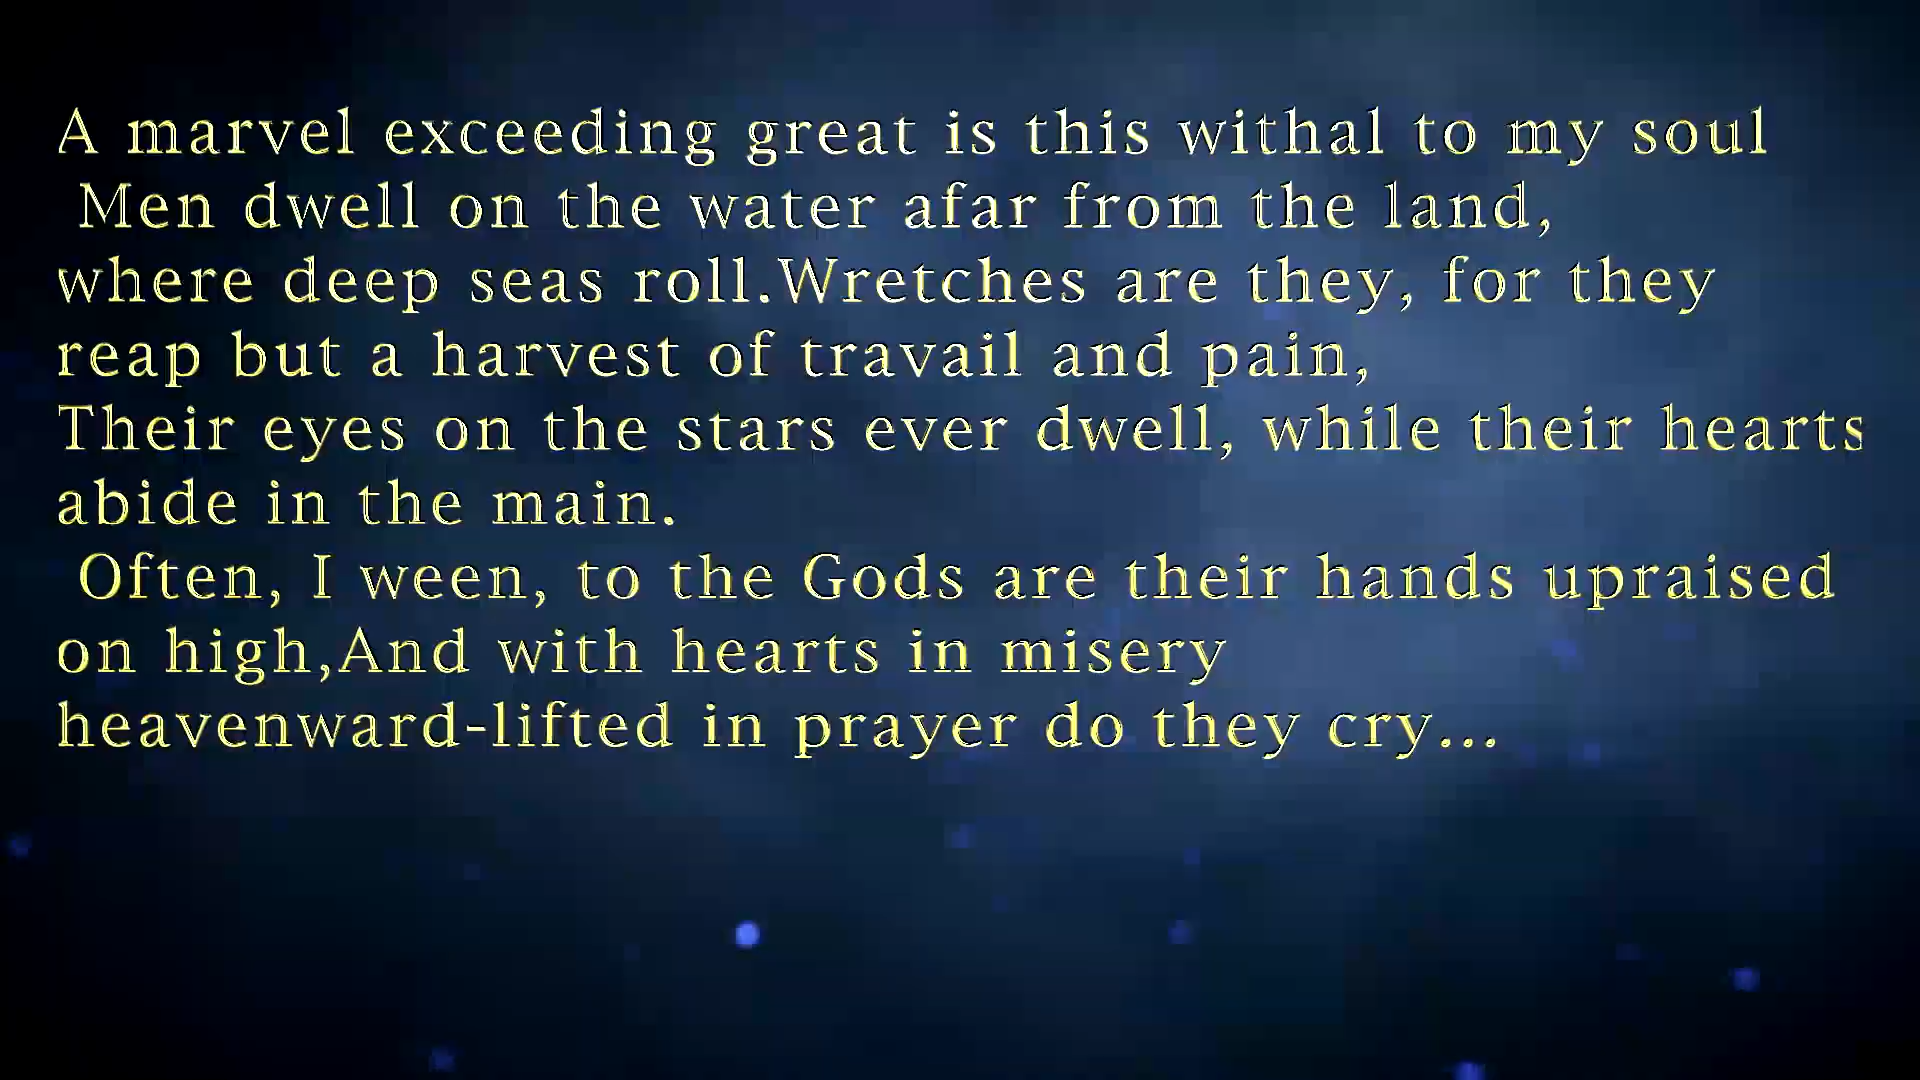 A marvel exceeding great is this withal to my soul
Men dwell on the water afar from the land,
where deep seas roll.Wretches are they, for they
reap but a harvest of travail and pain,
Their eyes on the stars ever dwell, while their hearts
abide in the main.
Often, I ween, to the Gods are their hands upraised
on high,And with hearts in misery
heavenward-lifted in prayer do they cry...